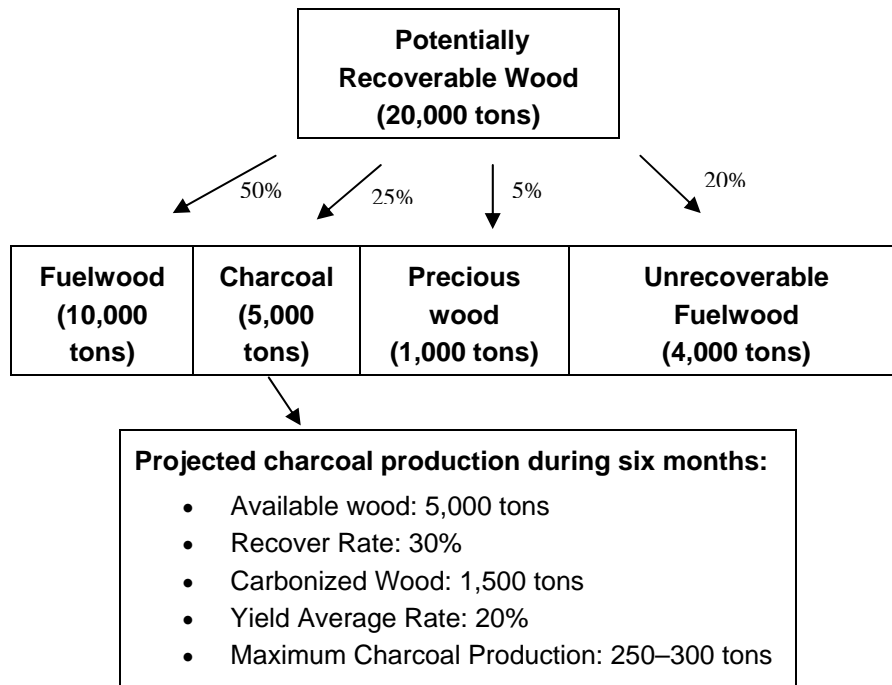 Potentially
Recoverable Wood
(20,000 tons)
50%
25%
5%
20%
Fuelwood
(10,000
tons)
Charcoal
(5,000
tons)
Precious
wood
(1,000 tons)
Unrecoverable
Fuelwood
(4,000 tons)
Projected charcoal production during six months:
• Available wood: 5,000 tons
• Recover Rate: 30%
• Carbonized Wood: 1,500 tons
• Yield Average Rate: 20%
• Maximum Charcoal Production: 250–300 tons